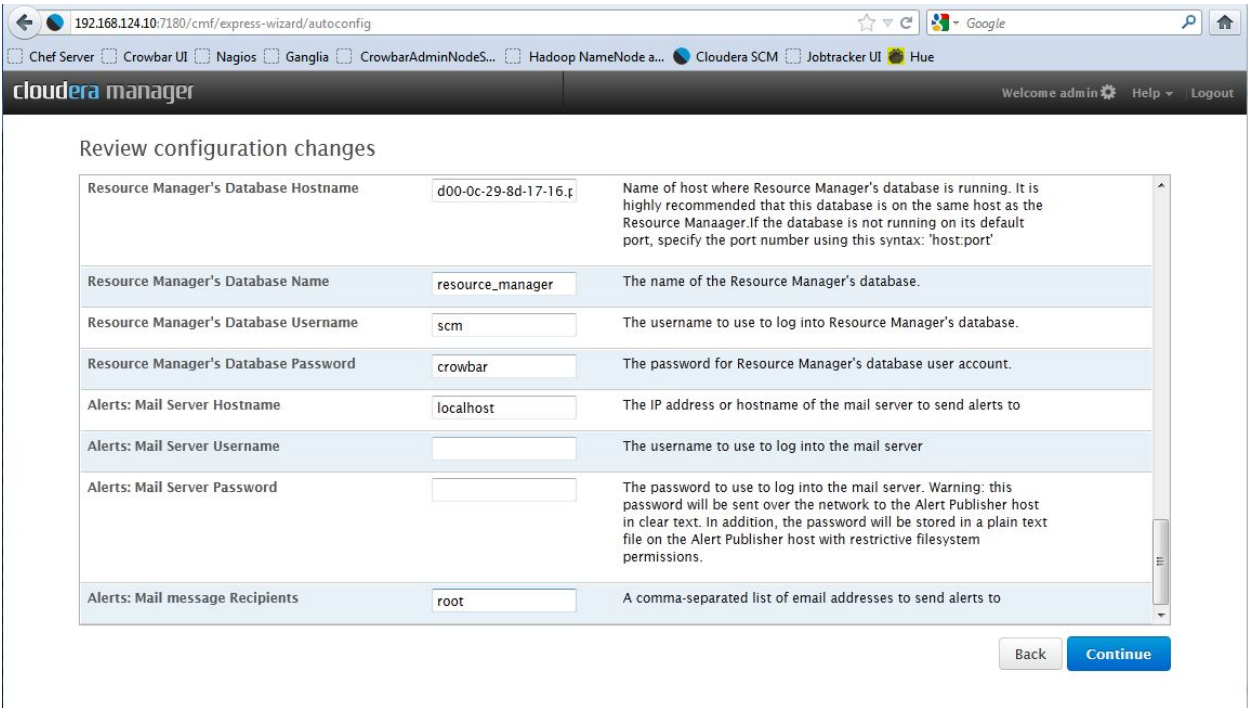 192.168.124.10:7180/cmf/express-wizard/autoconfig
Google
Chef Server Crowbar UI Nagios Ganglia CrowbarAdminNodeS... Hadoop NameNode a... Cloudera SCM Jobtracker UI Hue
cloudera manager
Welcome admin Help Logout
Review configuration changes
Resource Manager's Database Hostname
d00-0c-29-8d-17-16.p
Name of host where Resource Manager's database is running. It is
highly recommended that this database is on the same host as the
Resource Manaager.If the database is not running on its default
port, specify the port number using this syntax: 'host:port'
Resource Manager's Database Name
resource_manager
The name of the Resource Manager's database.
Resource Manager's Database Username
scm
The username to use to log into Resource Manager's database.
Resource Manager's Database Password
crowbar
The password for Resource Manager's database user account.
Alerts: Mail Server Hostname
localhost
The IP address or hostname of the mail server to send alerts to
Alerts: Mail Server Username
The username to use to log into the mail server
Alerts: Mail Server Password
The password to use to log into the mail server. Warning: this
password will be sent over the network to the Alert Publisher host
in clear text. In addition, the password will be stored in a plain text
file on the Alert Publisher host with restrictive filesystem
permissions.
Alerts: Mail message Recipients
root
A comma-separated list of email addresses to send alerts to
Back
Continue